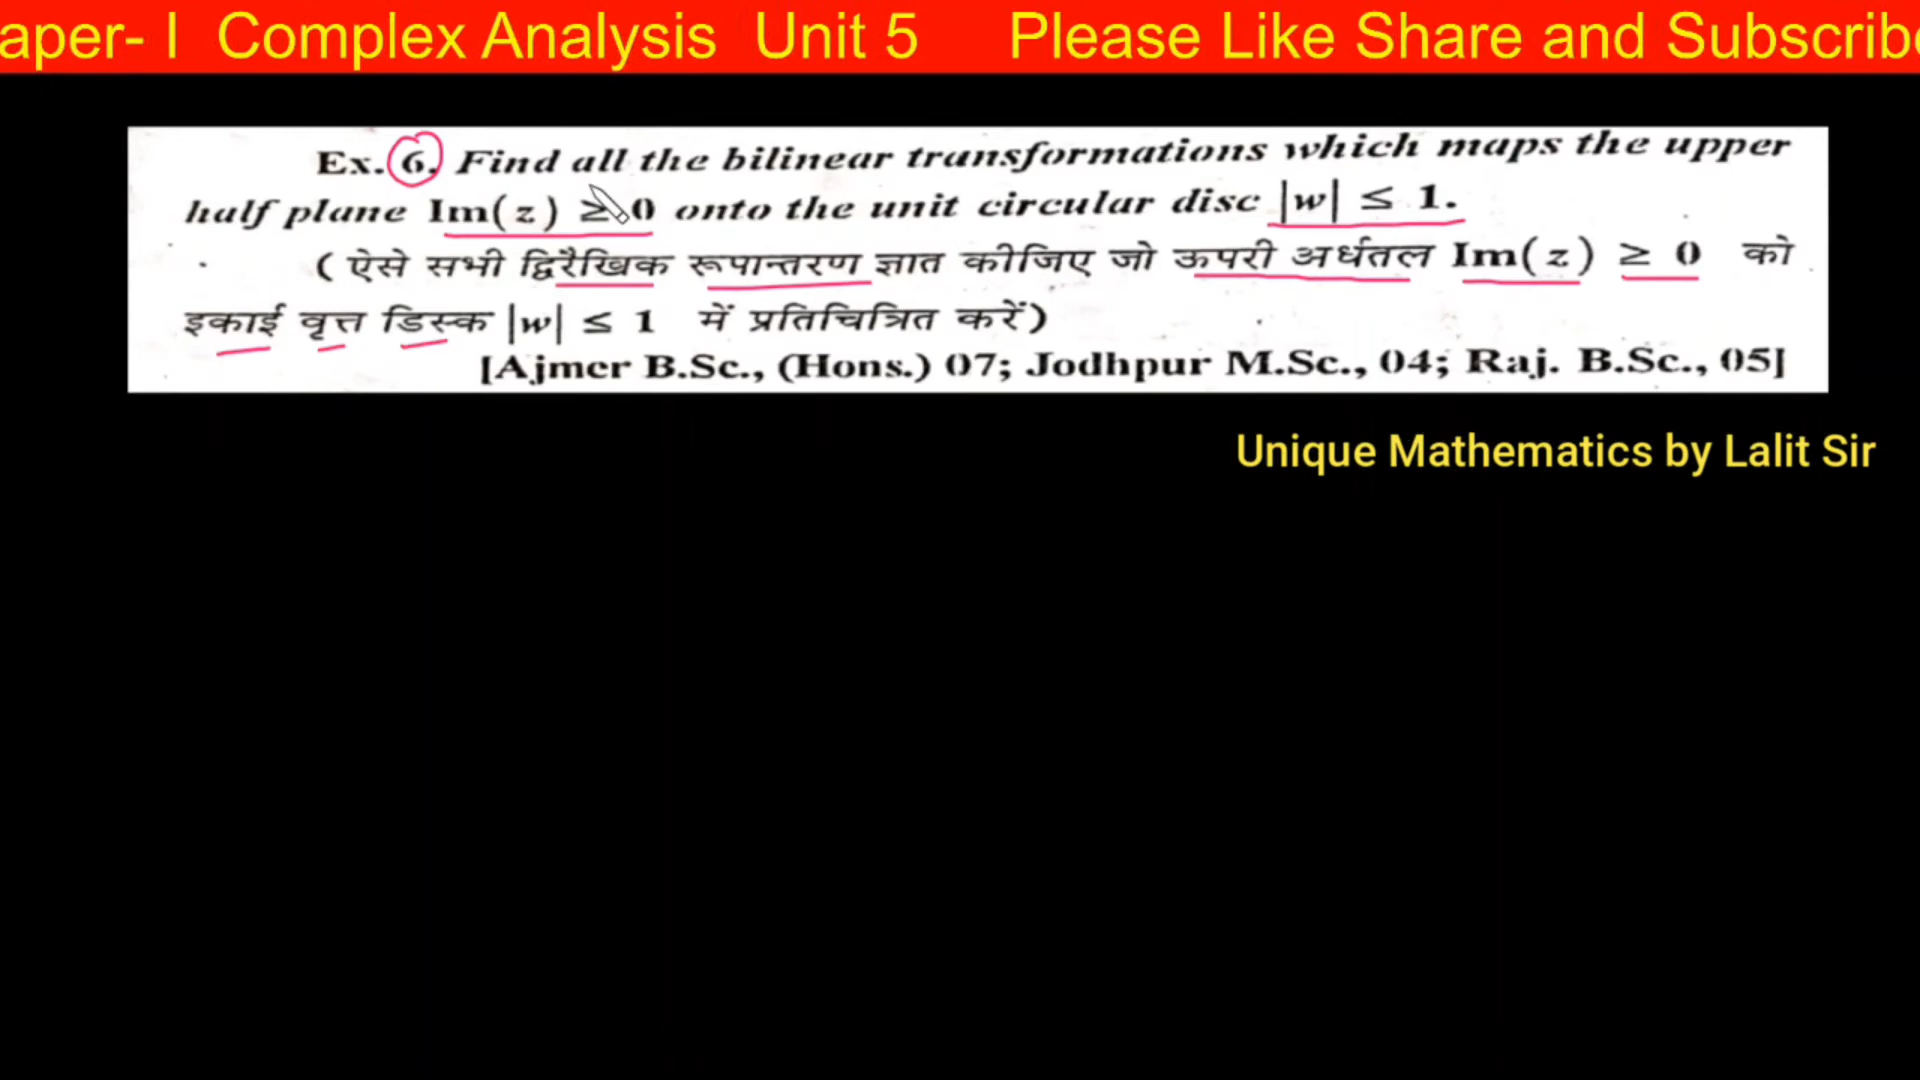 aper- I Complex Analysis Unit 5 Please Like Share and Subscribe
Ex. 6. Find all the bilinear transformations which maps the upper
half plane Im(z) ≥ 0 onto the unit circular disc |w| ≤ 1.
( ऐसे सभी द्विरैखिक रूपान्तरण ज्ञात कीजिए जो ऊपरी अर्धतल Im(z) ≥ 0 को
इकाई वृत्त डिस्क |w| ≤ 1 में प्रतिचित्रित करें)
[Ajmer B.Sc., (Hons.) 07; Jodhpur M.Sc., 04; Raj. B.Sc., 05]
Unique Mathematics by Lalit Sir